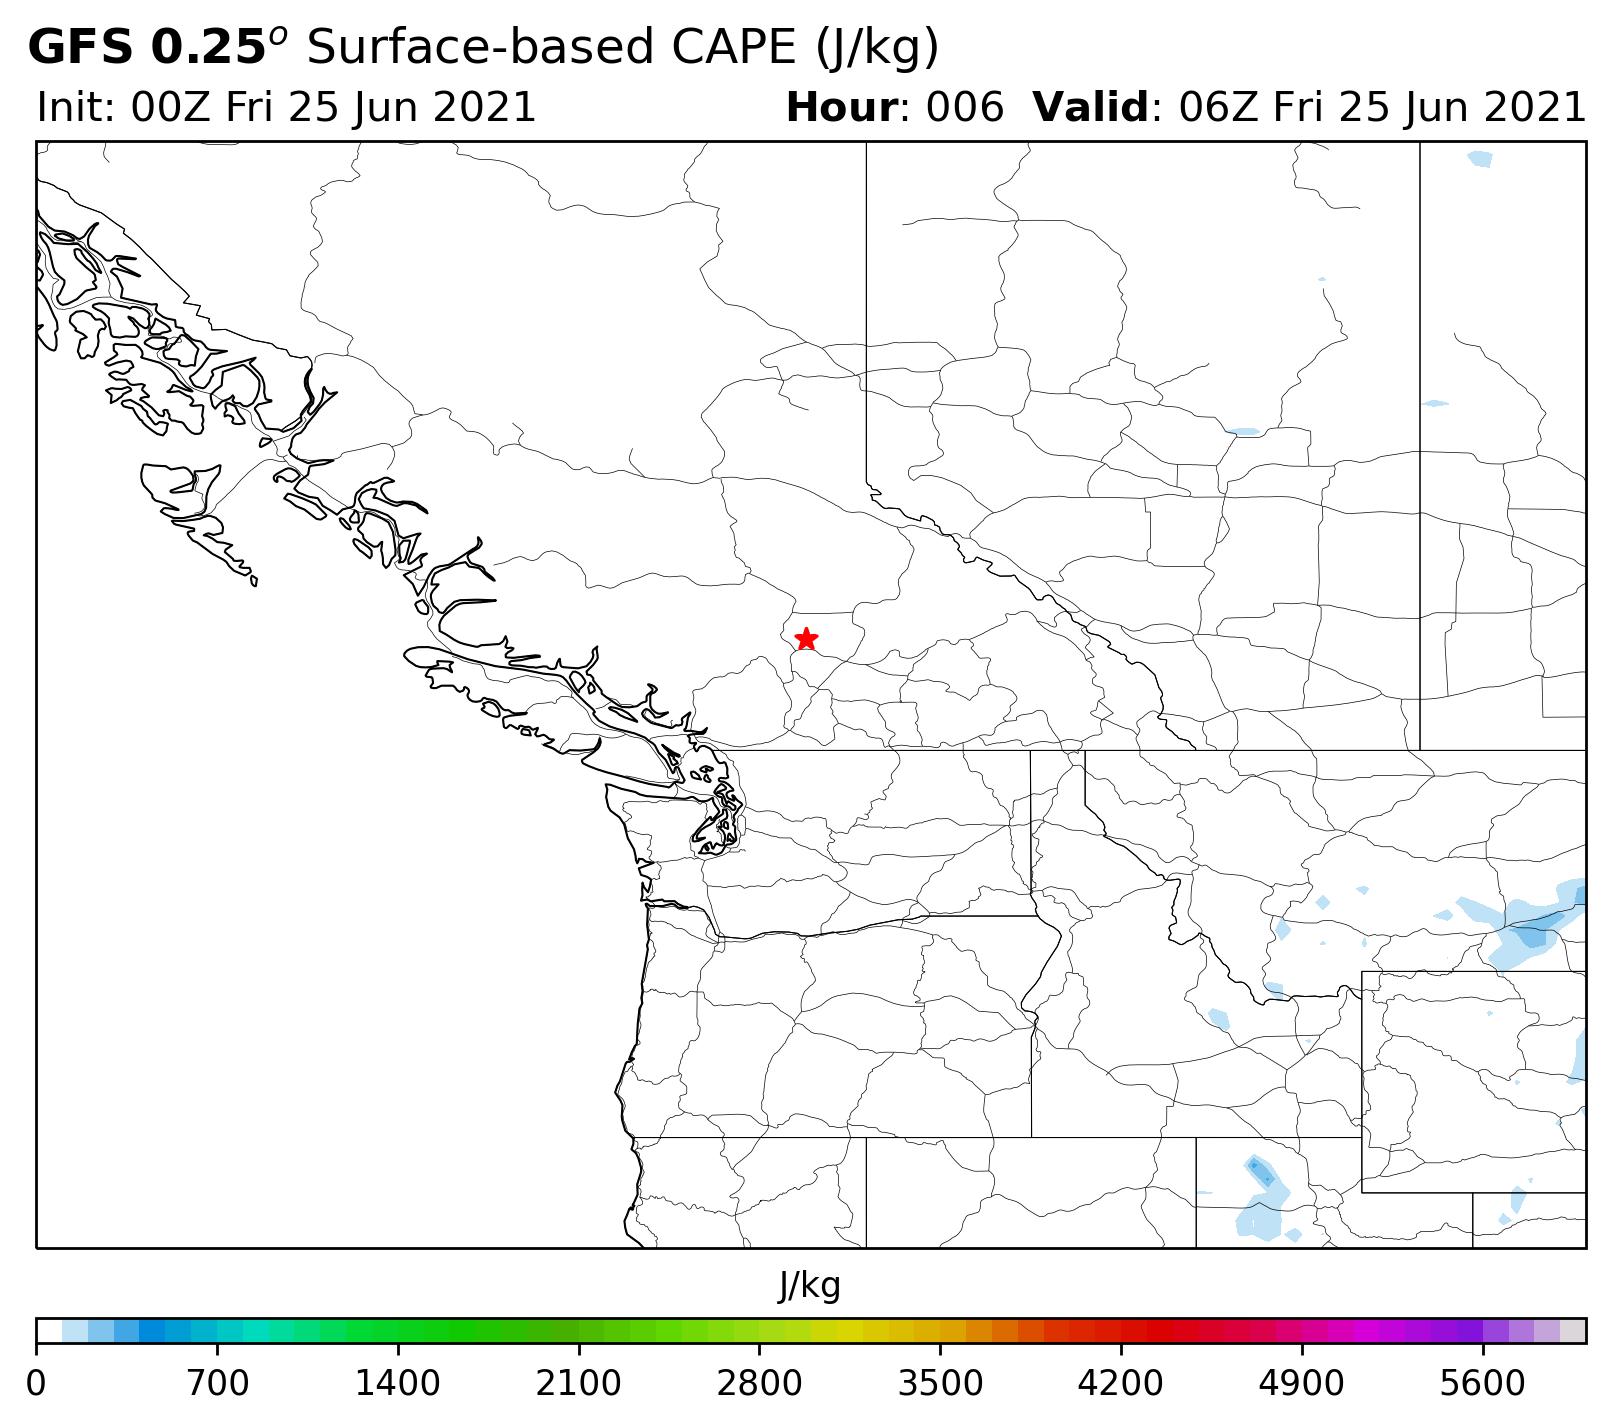 GFS 0.25° Surface-based CAPE (J/kg)
Init: 00Z Fri 25 Jun 2021 Hour: 006 Valid: 06Z Fri 25 Jun 2021
J/kg
0 700 1400 2100 2800 3500 4200 4900 5600